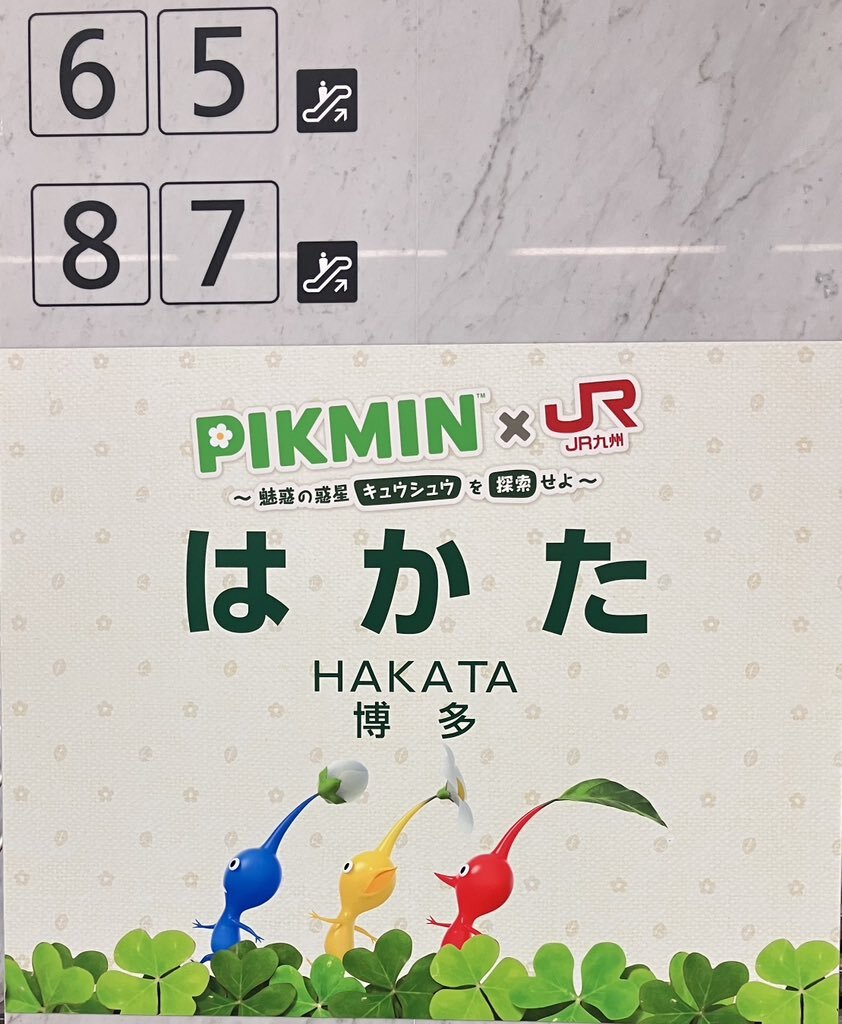 6 5
8 7
PIKMIN™×JR
JR九州
～魅惑の惑星 キュウシュウ を 探索 せよ～
はかた
HAKATA
博多